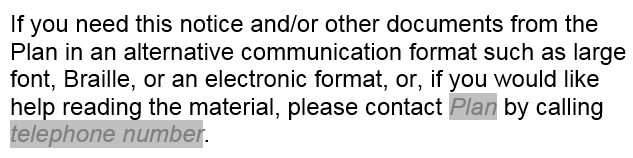 If you need this notice and/or other documents from the
Plan in an alternative communication format such as large
font, Braille, or an electronic format, or, if you would like
help reading the material, please contact Plan by calling
telephone number.